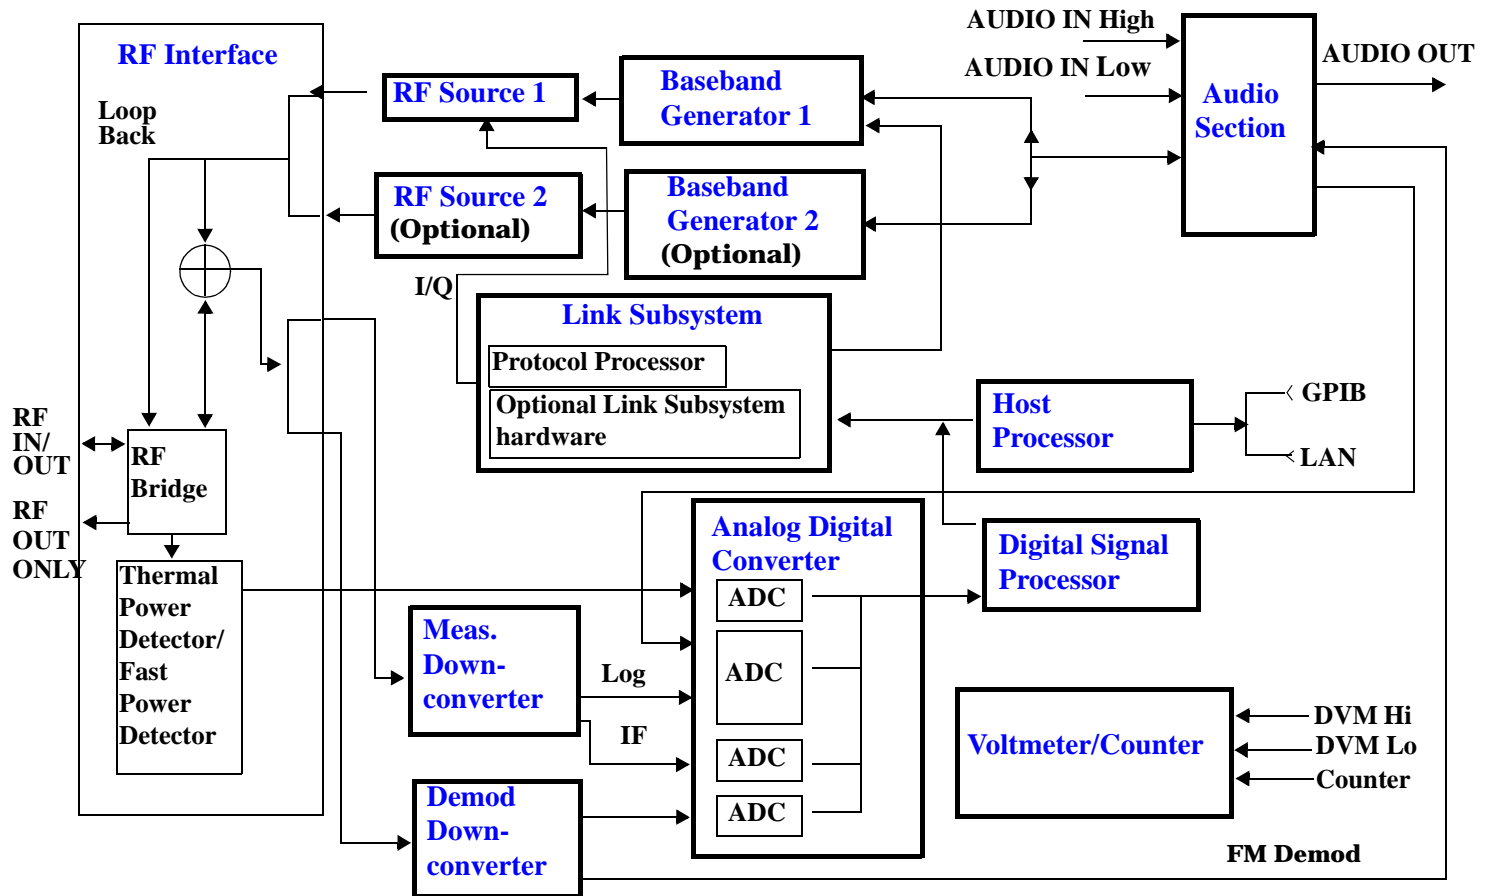 RF Interface
Loop
Back
RF Source 1
Baseband
Generator 1
AUDIO IN High
AUDIO IN Low
Audio
Section
AUDIO OUT
RF Source 2
(Optional)
Baseband
Generator 2
(Optional)
I/Q
Link Subsystem
Protocol Processor
Optional Link Subsystem
hardware
Host
Processor
GPIB
LAN
RF
IN/
OUT
RF
Bridge
RF
OUT
ONLY
Thermal
Power
Detector/
Fast
Power
Detector
Analog Digital
Converter
ADC
ADC
ADC
ADC
Digital Signal
Processor
Meas.
Down-
converter
Log
IF
Demod
Down-
converter
Voltmeter/Counter
DVM Hi
DVM Lo
Counter
FM Demod